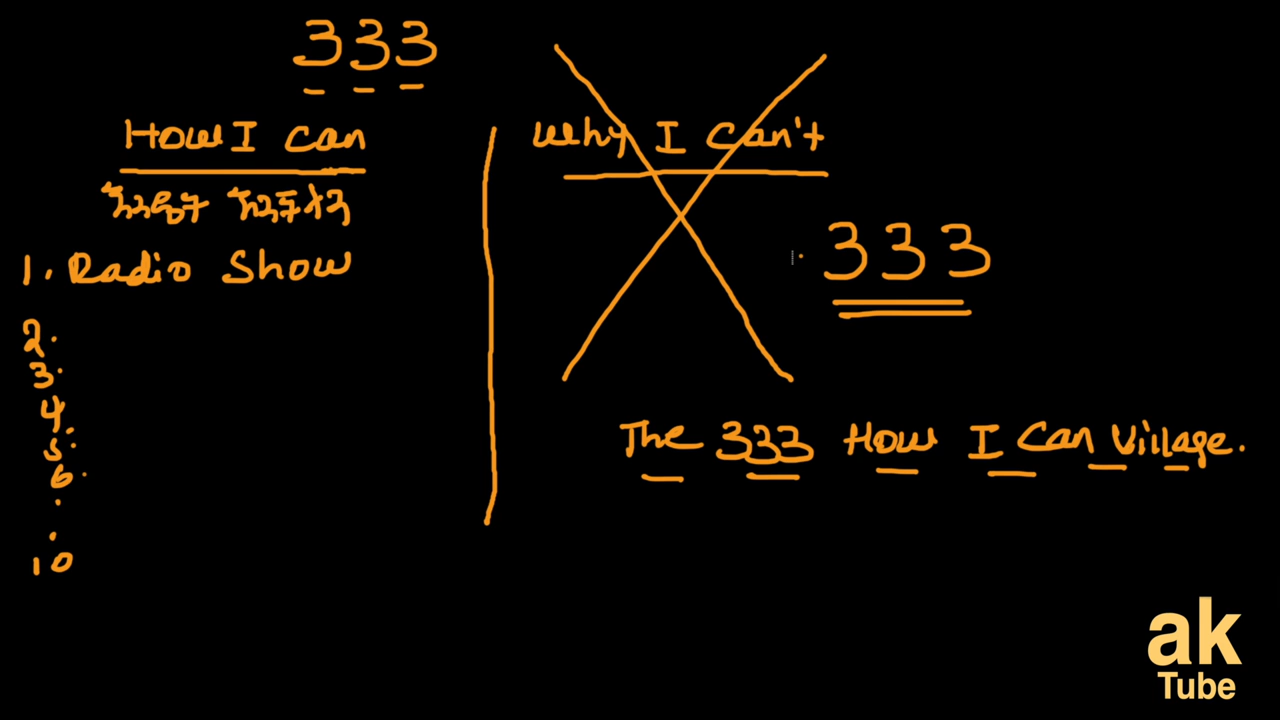 333
How I can
1. Radio Show
2.
3.
4.
5.
6.
.
.
10
Why I Can't
. 333
The 333 How I Can Village.
ak
Tube